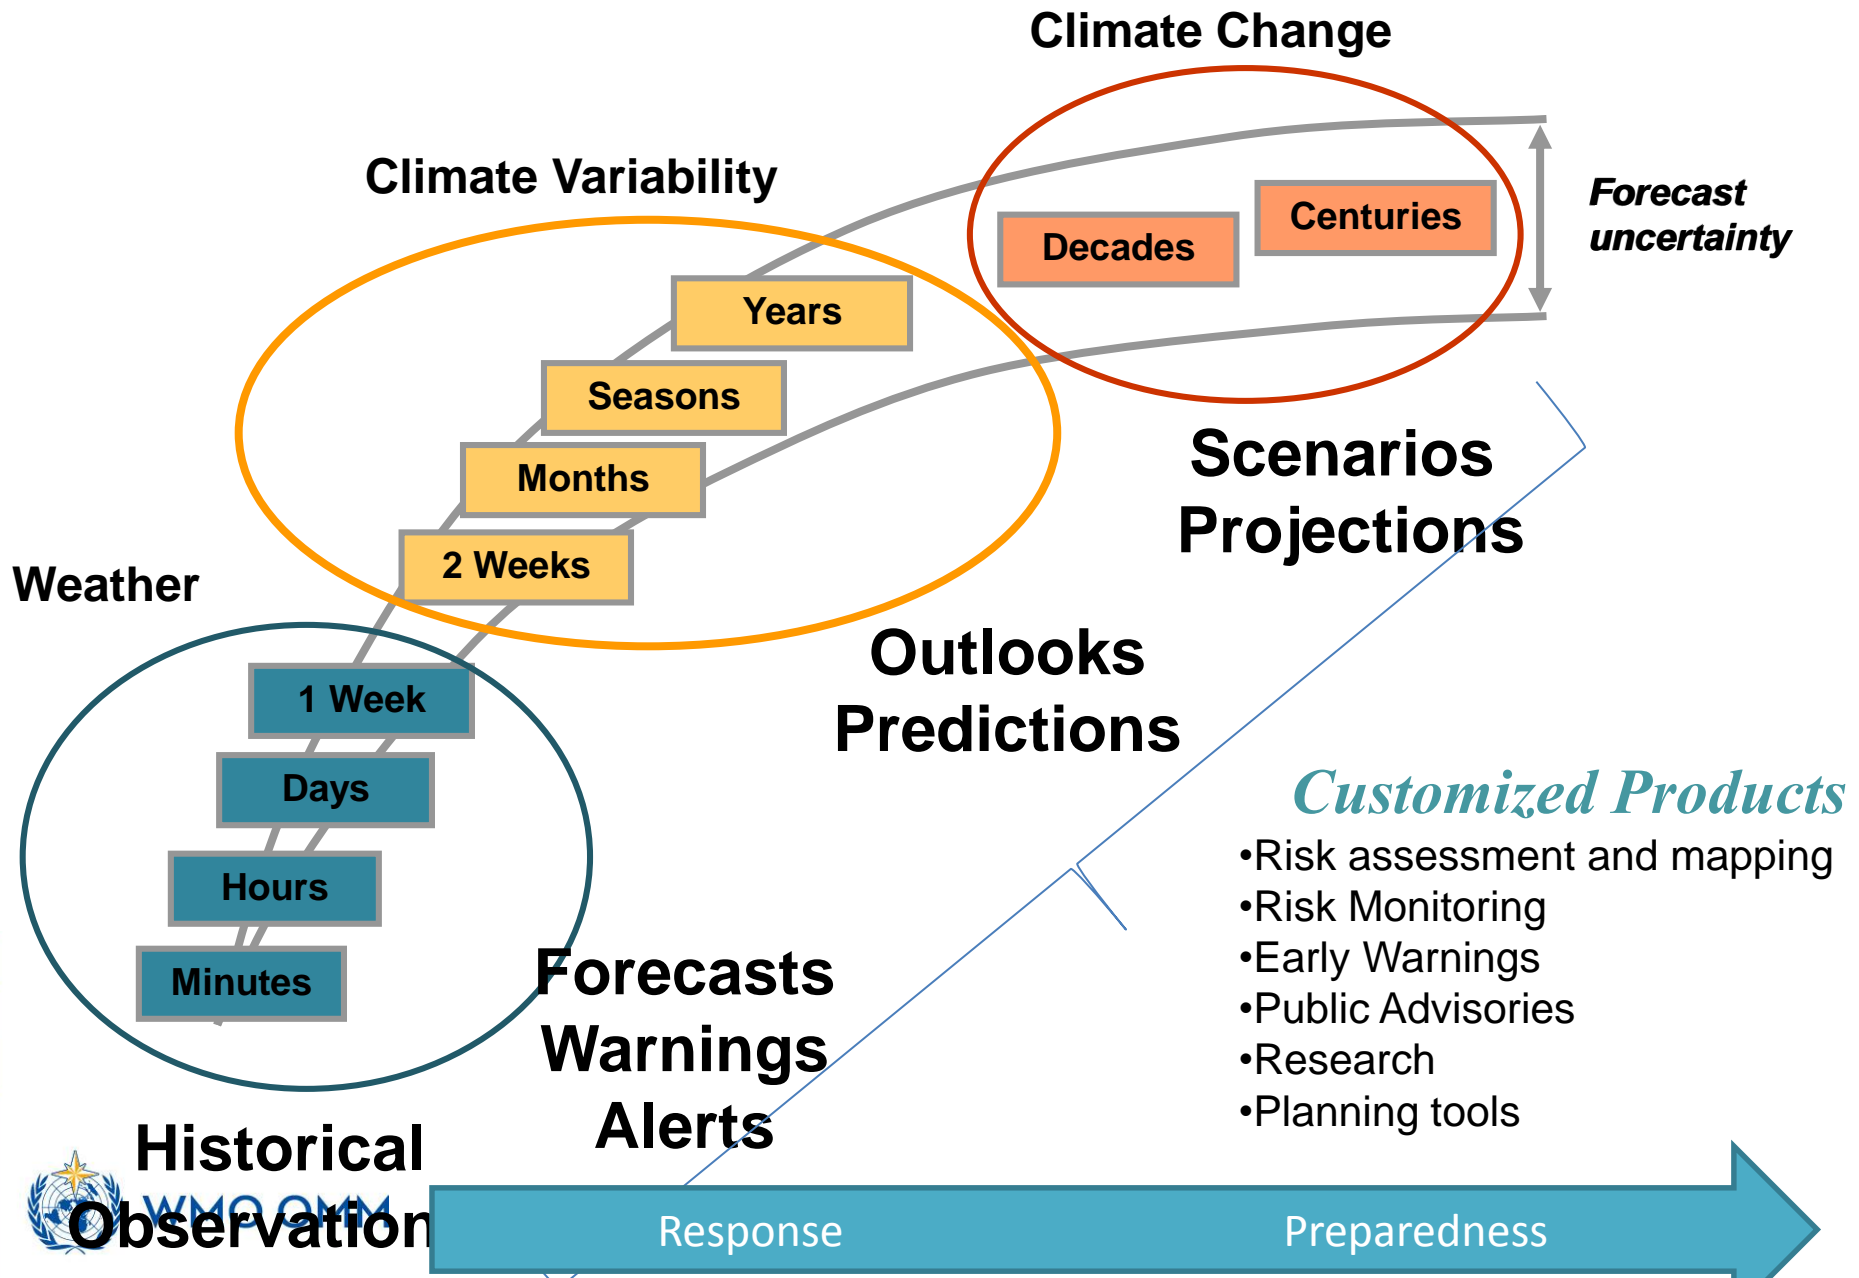 Climate Change
Climate Variability
Forecast
uncertainty
Centuries
Decades
Years
Seasons
Months
2 Weeks
Scenarios
Projections
Weather
1 Week
Days
Hours
Minutes
Outlooks
Predictions
Customized Products
•Risk assessment and mapping
•Risk Monitoring
•Early Warnings
•Public Advisories
•Research
•Planning tools
Forecasts
Warnings
Alerts
Historical
Observation
WMO OMM
Response
Preparedness